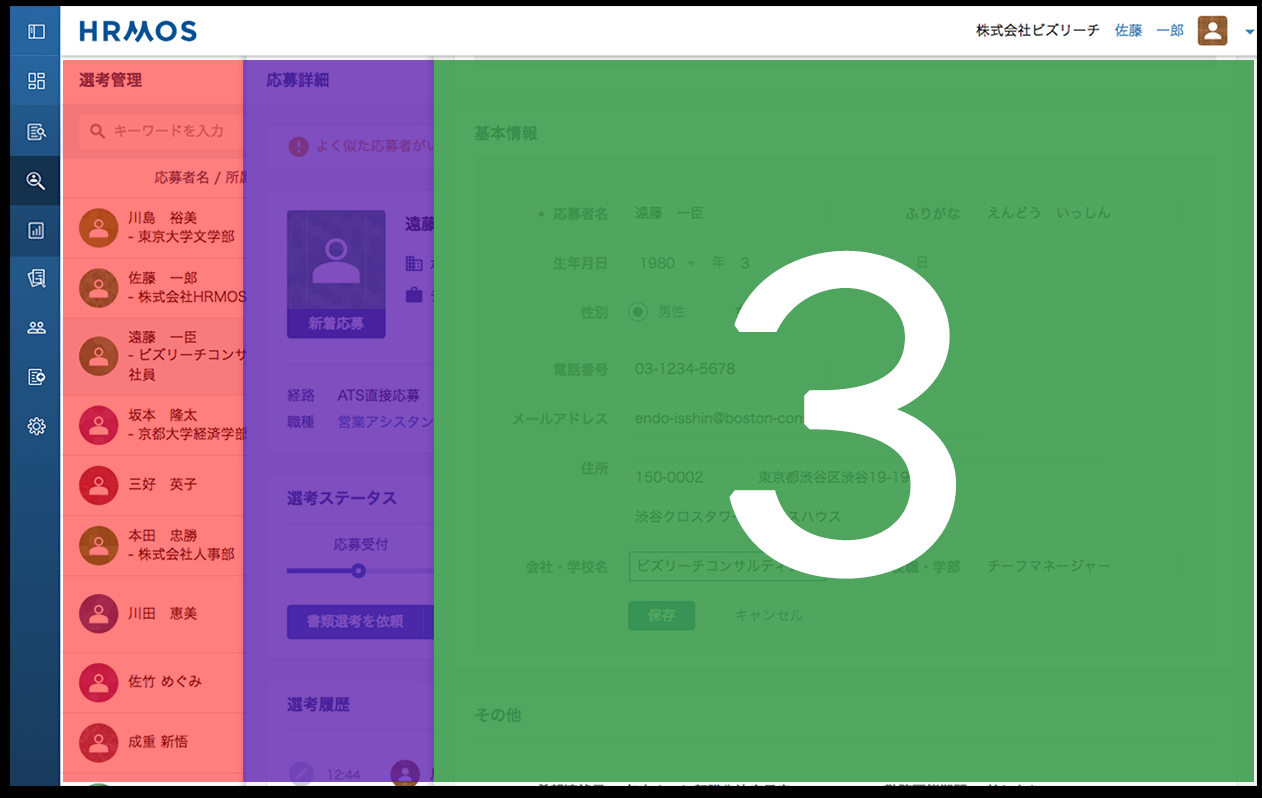 HRMOS
株式会社ビズリーチ 佐藤 一郎
選考管理
キーワードを入力
応募者名 / 所属
川島 裕美
- 東京大学文学部
佐藤 一郎
- 株式会社HRMOS
遠藤 一臣
- ビズリーチコンサ
社員
坂本 隆太
- 京都大学経済学部
三好 英子
本田 忠勝
- 株式会社人事部
川田 恵美
佐竹 めぐみ
成重 新悟
応募詳細
よく似た応募者がい
遠藤
新着応募
経路 ATS直接応募
職種 営業アシスタン
選考ステータス
応募受付
書類選考を依頼
選考履歴
12:44
基本情報
• 応募者名 遠藤 一臣 ふりがな えんどう いっしん
生年月日 1980 年 3 日
性別 男性
電話番号 03-1234-5678
メールアドレス endo-isshin@boston-con
住所 150-0002 東京都渋谷区渋谷19-19
渋谷クロスタワー スハウス
会社・学校名 ビズリーチコンサルティ 役職・学部 チーフマネージャー
保存 キャンセル
3
その他